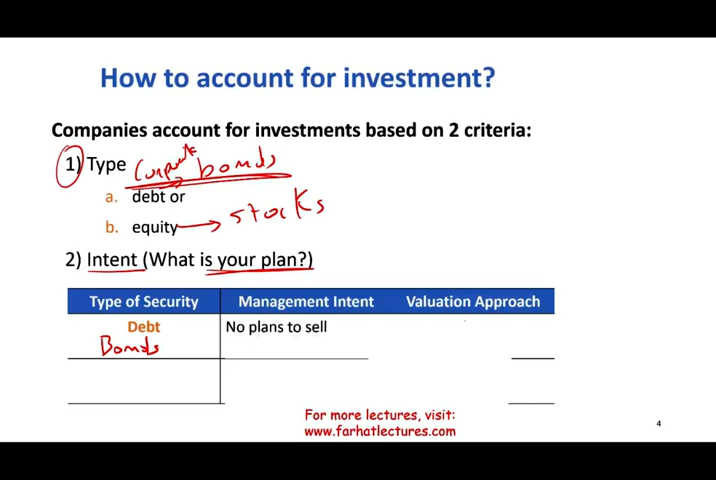 How to account for investment?
Companies account for investments based on 2 criteria:
1) Type Corporate bonds
a. debt or
b. equity → stocks
2) Intent (What is your plan?)
Type of Security Management Intent Valuation Approach
Debt No plans to sell
Bonds
For more lectures, visit:
www.farhatlectures.com
4